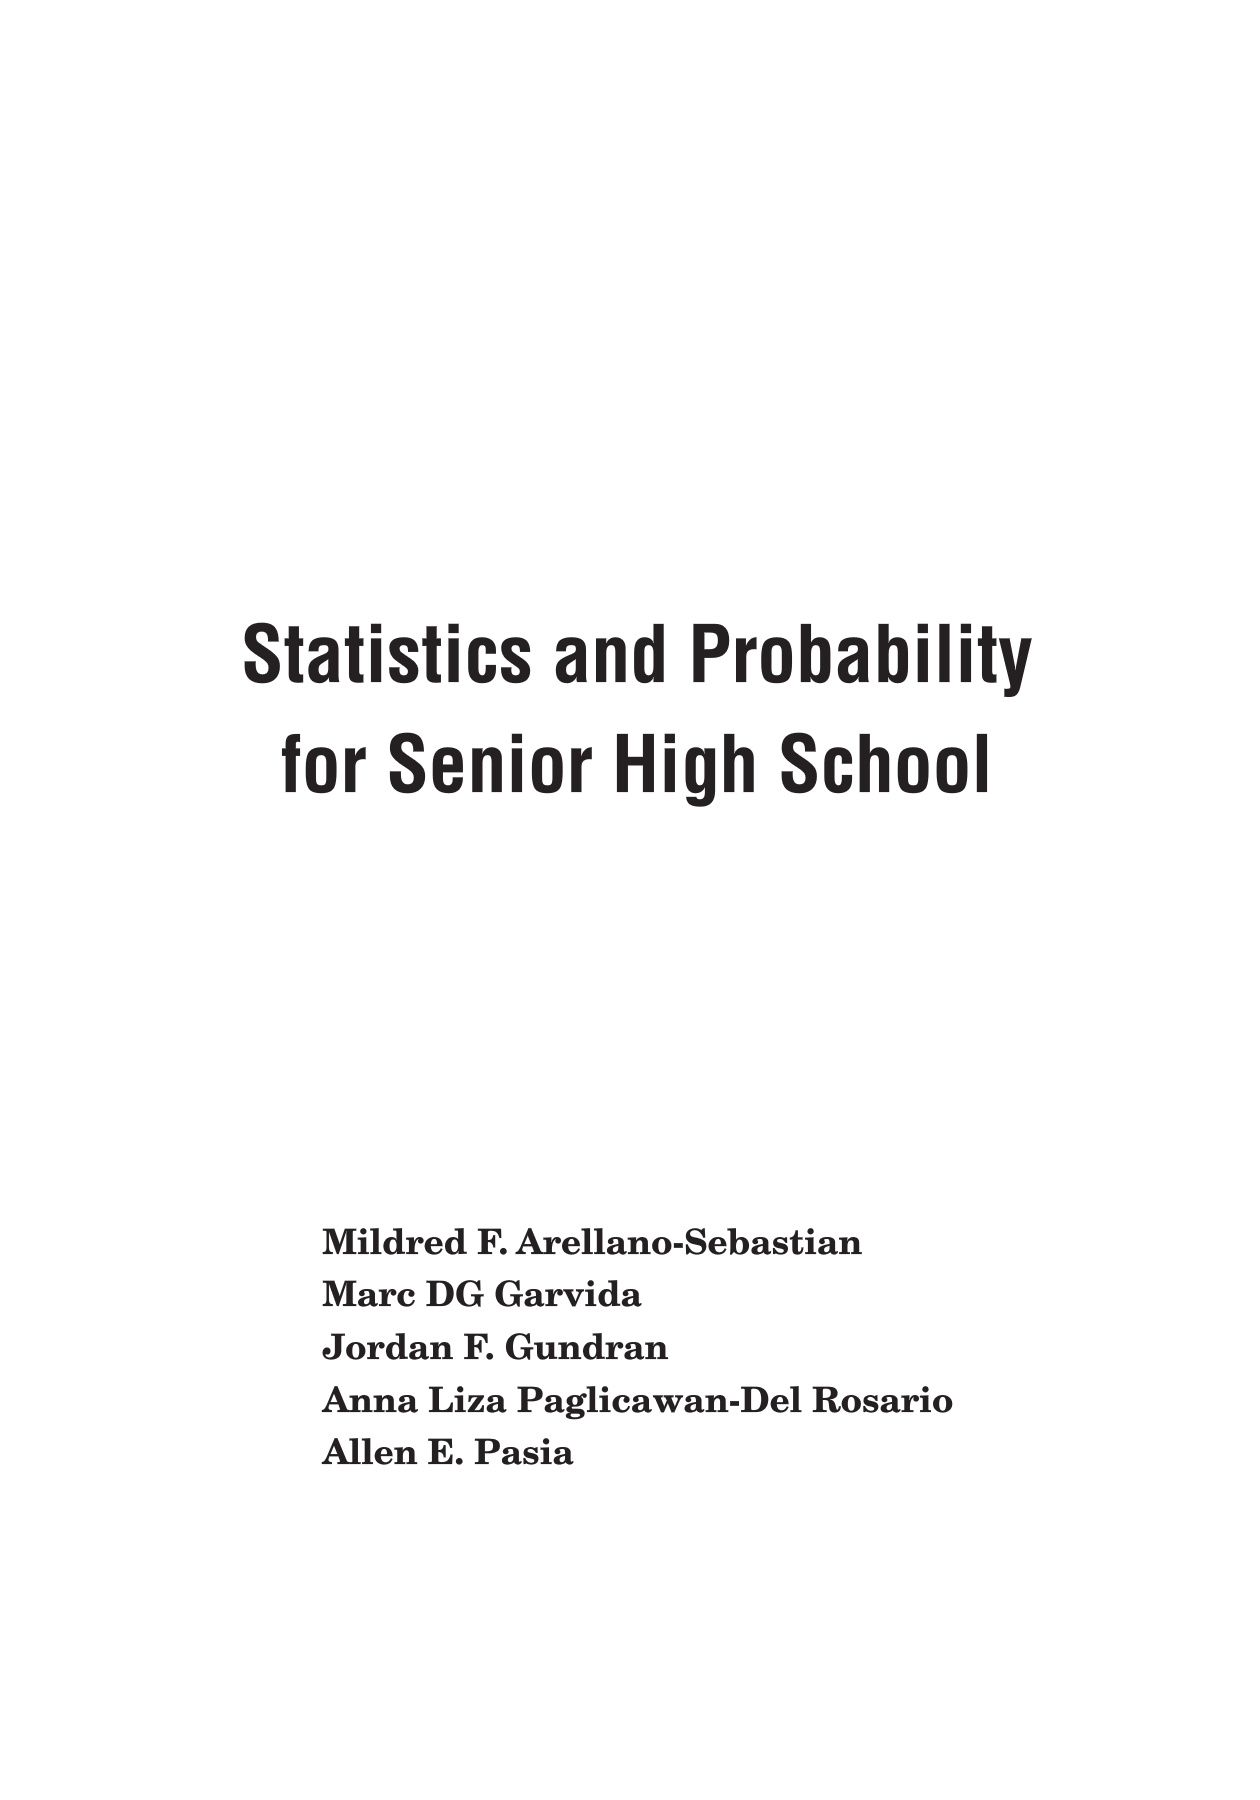 Statistics and Probability
for Senior High School
Mildred F. Arellano-Sebastian
Marc DG Garvida
Jordan F. Gundran
Anna Liza Paglicawan-Del Rosario
Allen E. Pasia